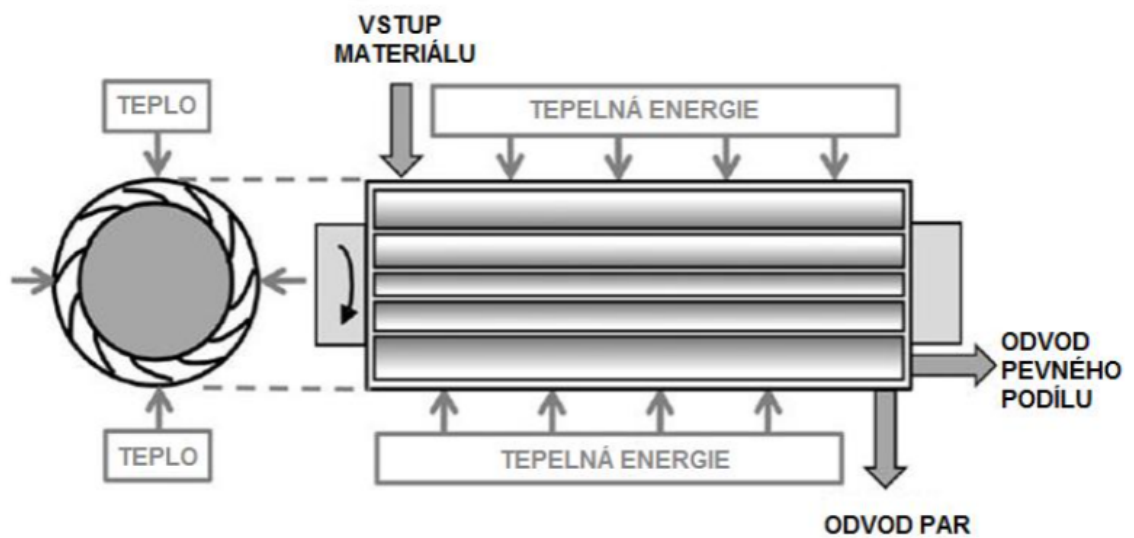 VSTUP
MATERIÁLU
TEPLO
TEPELNÁ ENERGIE
ODVOD
PEVNÉHO
PODÍLU
TEPLO
TEPELNÁ ENERGIE
ODVOD PAR